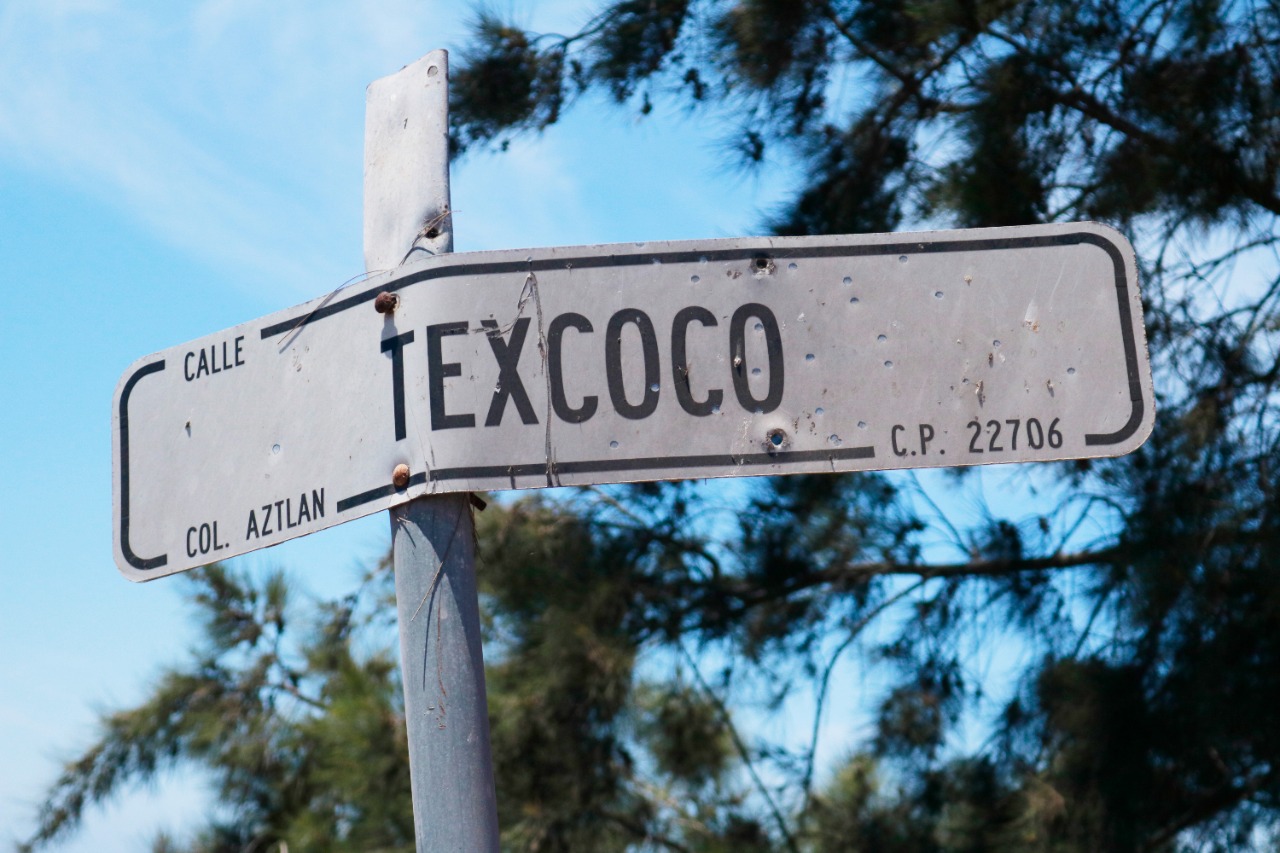 CALLE
TEXCOCO
COL. AZTLAN
C.P. 22706